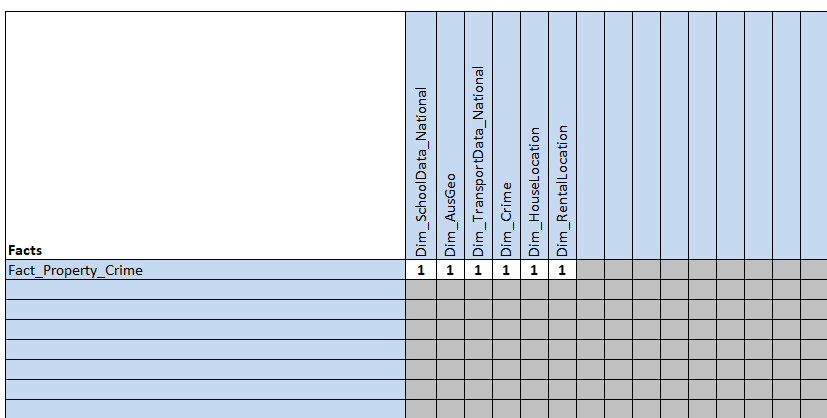 Dim_SchoolData_National
Dim_AusGeo
Dim_TransportData_National
Dim_Crime
Dim_HouseLocation
Dim_RentalLocation
Facts
Fact_Property_Crime 1 1 1 1 1 1